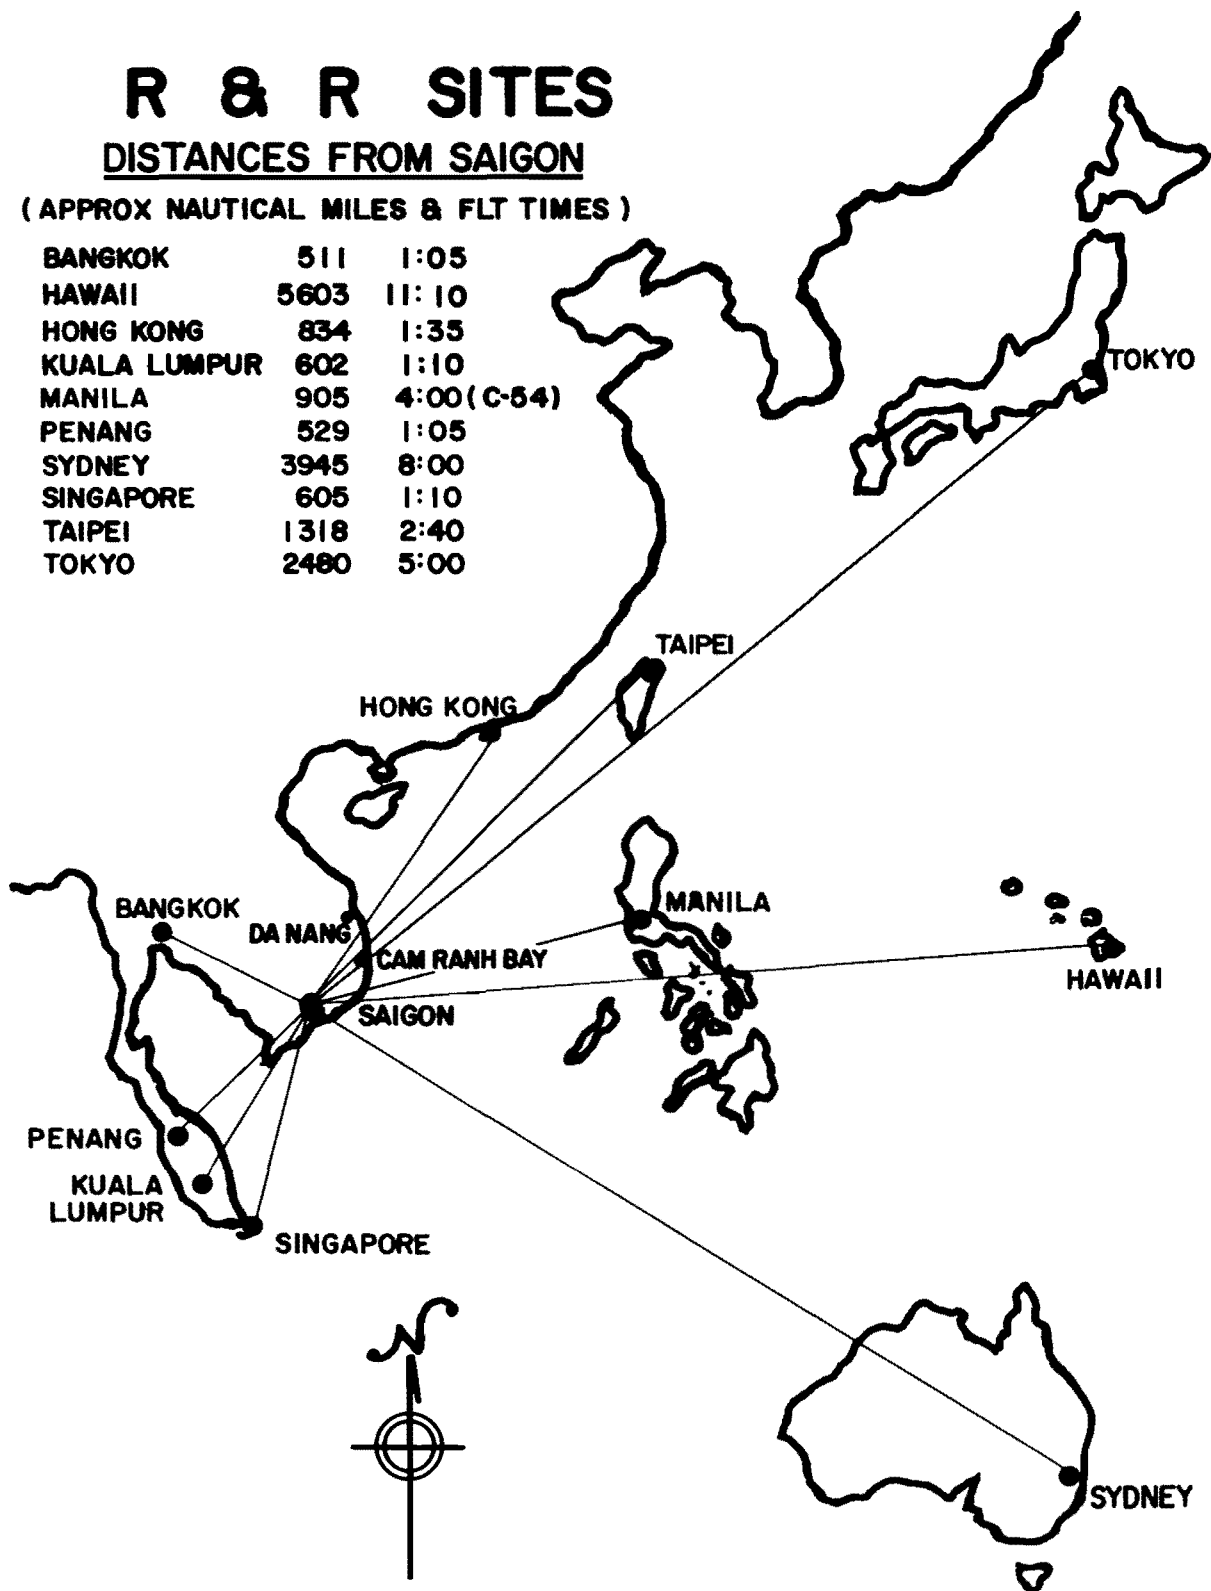 R & R SITES
DISTANCES FROM SAIGON
( APPROX NAUTICAL MILES & FLT TIMES )
BANGKOK 511 1:05
HAWAII 5603 11:10
HONG KONG 834 1:35
KUALA LUMPUR 602 1:10
MANILA 905 4:00 (C-54)
PENANG 529 1:05
SYDNEY 3945 8:00
SINGAPORE 605 1:10
TAIPEI 1318 2:40
TOKYO 2480 5:00
TOKYO
TAIPEI
HONG KONG
MANILA
BANGKOK
DA NANG
CAM RANH BAY
HAWAII
SAIGON
PENANG
KUALA
LUMPUR
SINGAPORE
N
SYDNEY